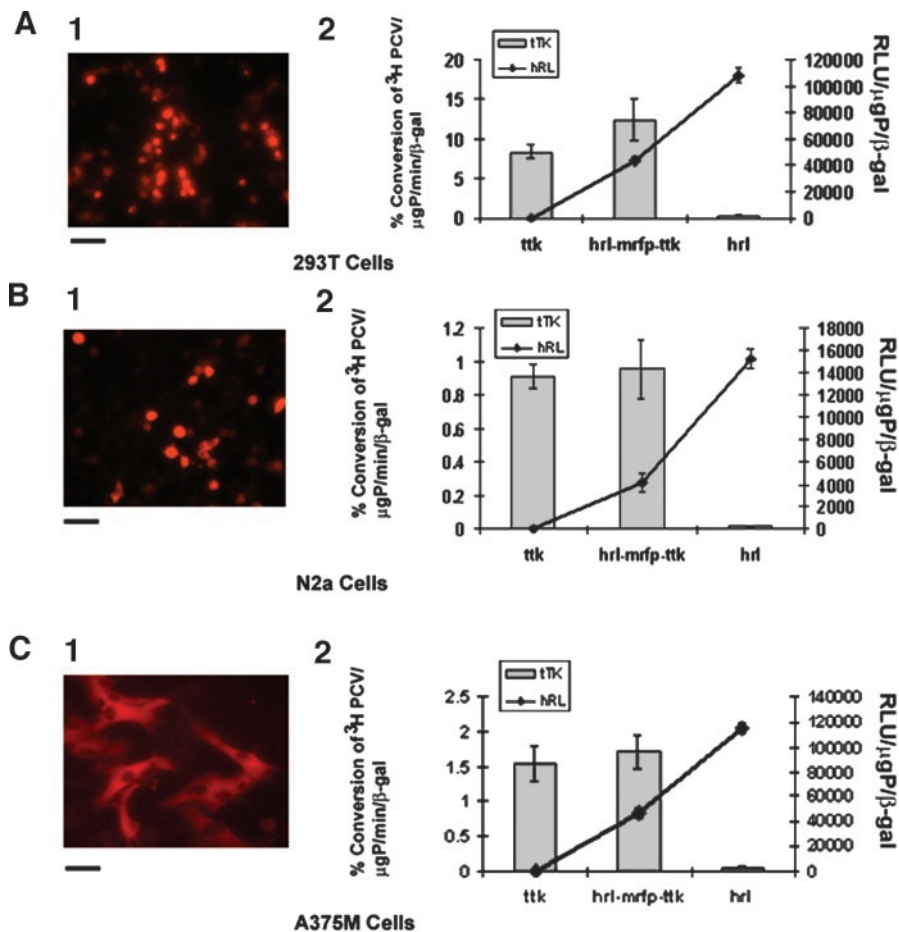 A
1
2
% Conversion of ³H PCV/
µgP/min/β-gal
20
15
10
5
0
tTK
hRL
120000
100000
80000
60000
40000
20000
0
RLU/µgP/β-gal
ttk
hrl-mrfp-ttk
hrl
293T Cells
B
1
2
% Conversion of ³H PCV/
µgP/min/β-gal
1.2
1
0.8
0.6
0.4
0.2
0
tTK
hRL
18000
16000
14000
12000
10000
8000
6000
4000
2000
0
RLU/µgP/β-gal
ttk
hrl-mrfp-ttk
hrl
N2a Cells
C
1
2
% Conversion of ³H PCV/
µgP/min/β-gal
2.5
2
1.5
1
0.5
0
tTK
hRL
140000
120000
100000
80000
60000
40000
20000
0
RLU/µgP/β-gal
ttk
hrl-mrfp-ttk
hrl
A375M Cells